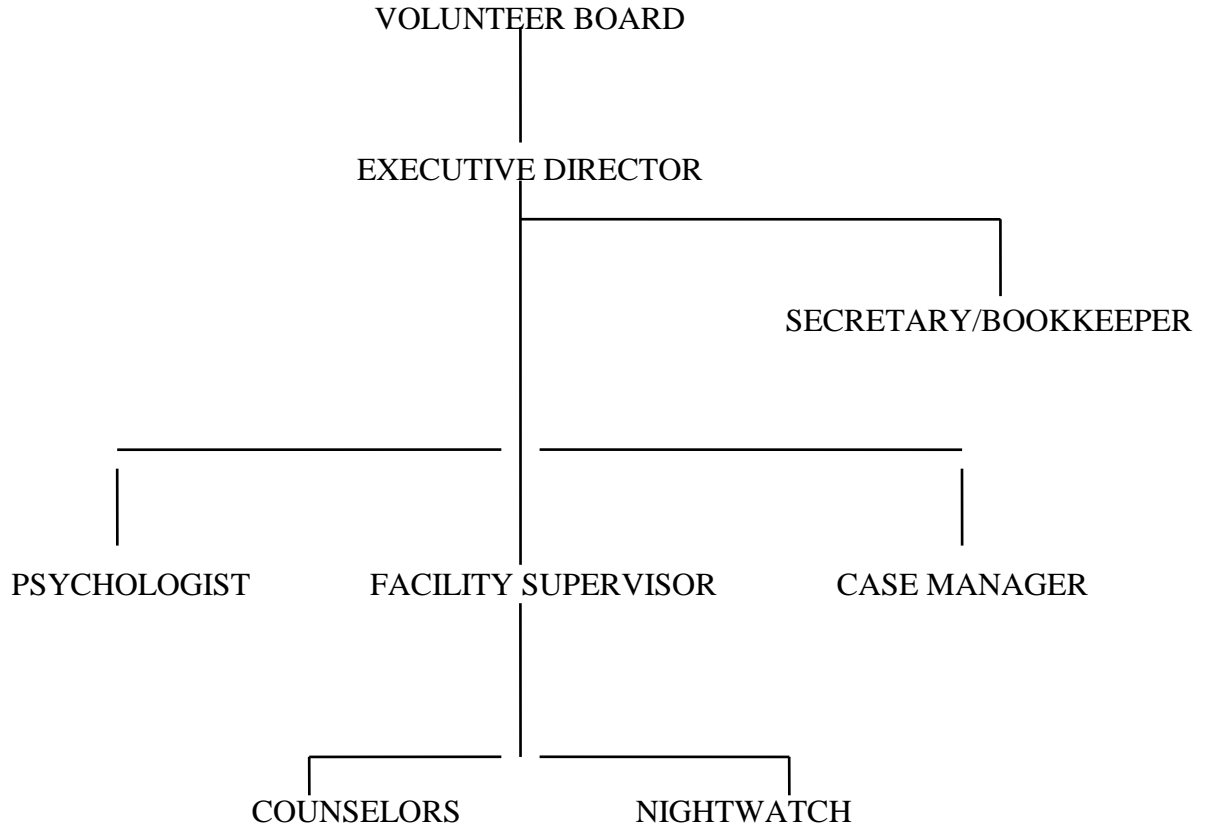 VOLUNTEER BOARD
EXECUTIVE DIRECTOR
SECRETARY/BOOKKEEPER
PSYCHOLOGIST FACILITY SUPERVISOR CASE MANAGER
COUNSELORS NIGHTWATCH